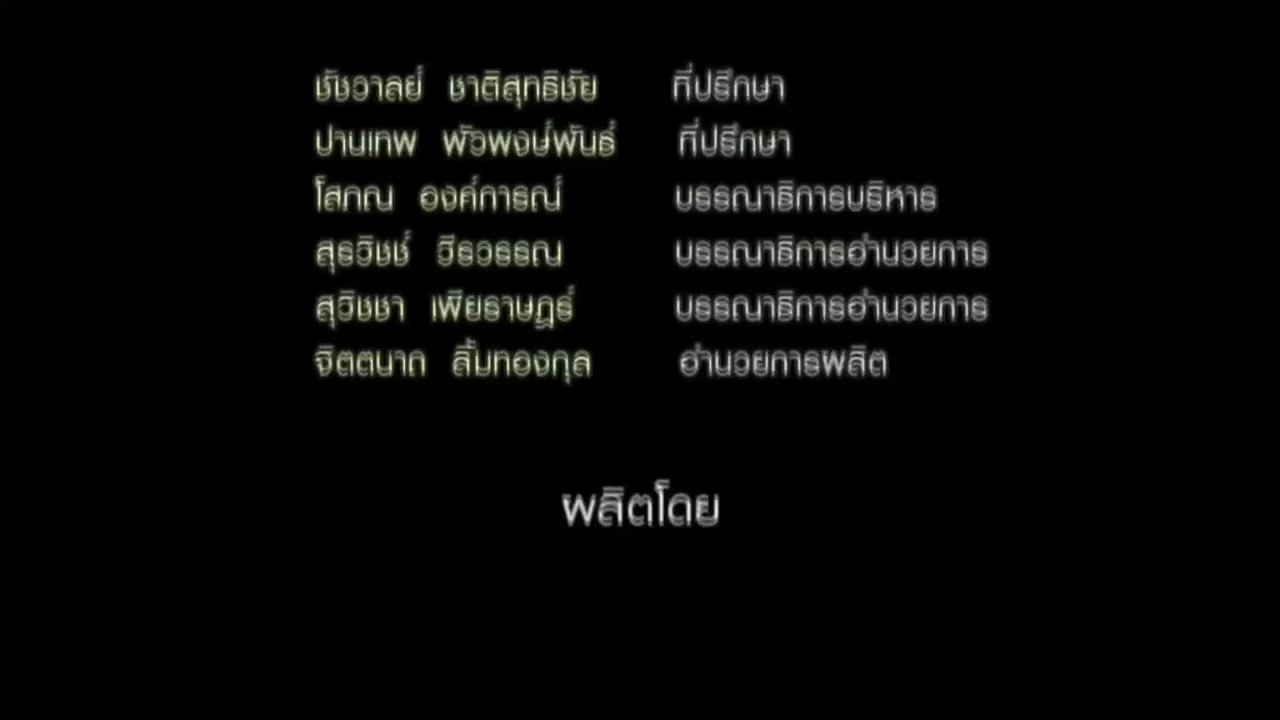 ชัชวาลย์ ชาติสุทธิชัย ที่ปรึกษา
ปานเทพ พัวพงษ์พันธ์ ที่ปรึกษา
โสภณ องค์การณ์ บรรณาธิการบริหาร
สุรวิชช์ วีรวรรณ บรรณาธิการอำนวยการ
สุวิชชา เพียราษฎร์ บรรณาธิการอำนวยการ
จิตตนาถ ลิ้มทองกุล อำนวยการผลิต
ผลิตโดย